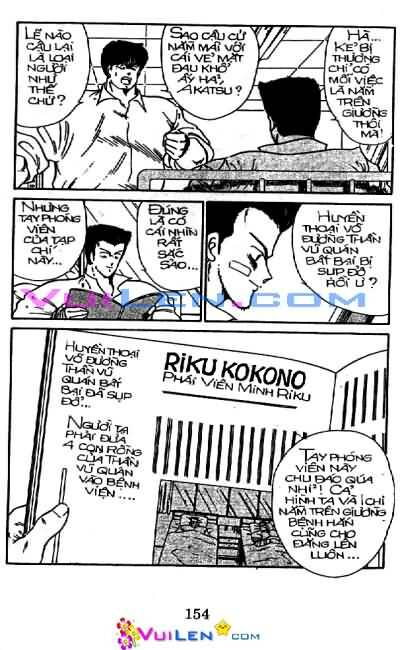 HẢ...
KẺ BỊ
THƯƠNG
CHỈ CÓ
MỖI VIỆC
LÀ NẰM
TRÊN
GIƯỜNG
THÔI
MÀ!
SAO CẬU CỨ
NẰM MÃI VỚI
CÁI VẺ MẶT
ĐAU KHỔ
ẤY HẢ,
AKATSU?
LẼ NÀO
CẬU LẠI
LÀ LOẠI
NGƯỜI
NHƯ
THẾ
CHỨ?
HUYỀN
THOẠI VỀ
ĐƯƠNG THẦN
VŨ QUÁN
BẤT BẠI BỊ
SỤP ĐỔ
RỒI Ư?
ĐÚNG
LÀ CÓ
CÁI NHÌN
RẤT
SẮC
SẢO...
NHƯNG
TAY PHÓNG
VIÊN
CỦA TẠP
CHÍ
NÀY...
VUILEN.COM
HUYỀN THOẠI
VỀ ĐƯƠNG
THẦN VŨ
QUÁN BẤT
BẠI ĐÃ SỤP
ĐỔ...
NGƯỜI TA
PHẢI ĐƯA
4 CON RỒNG
CỦA THẦN
VŨ QUÁN
VÀO BỆNH
VIỆN....
RIKU KOKONO
PHÁI VIÊN MINH RIKU
TAY PHÓNG
VIÊN NÀY
CHU ĐÁO QUÁ
NHỈ! CẢ
HÌNH TA VÀ ICHI
NẰM TRÊN GIƯỜNG
BỆNH HẮN
CŨNG CHO
ĐĂNG LÊN
LUÔN...
154
VUILEN.COM